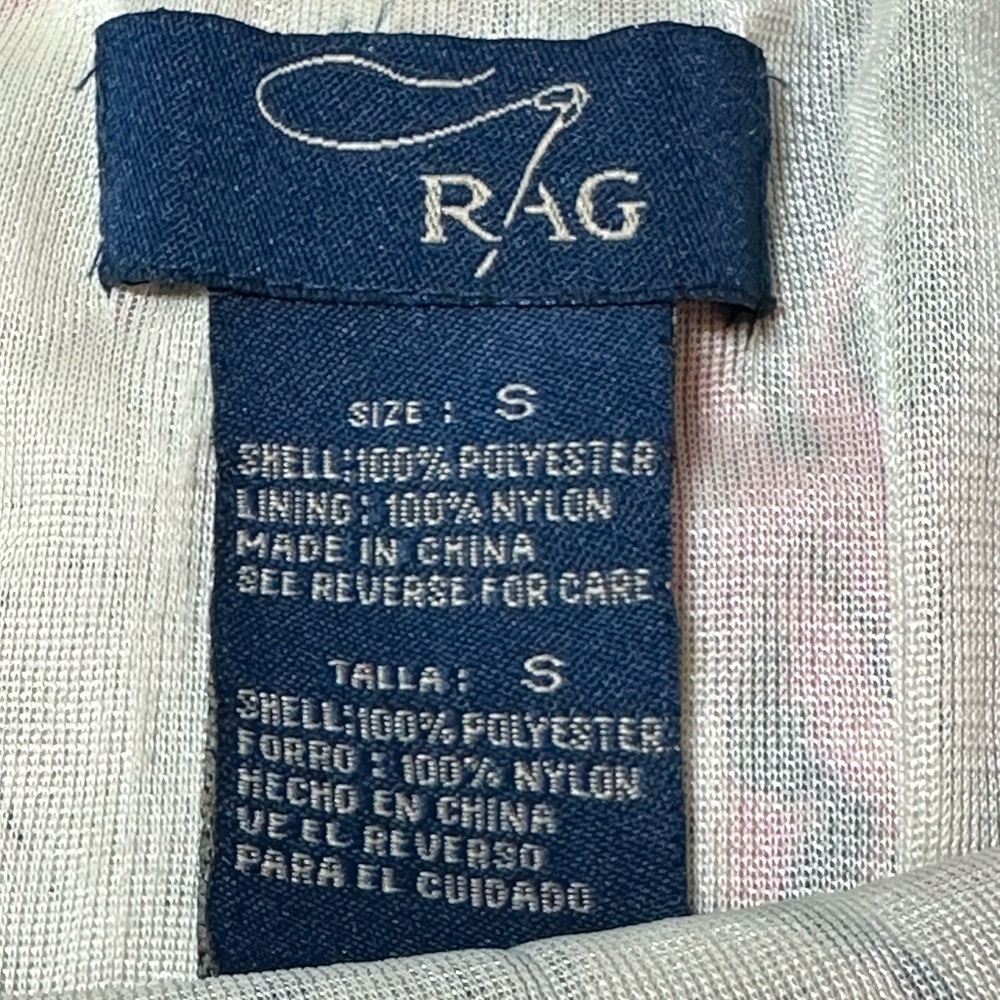 RAG
SIZE : S
SHELL:100% POLYESTER
LINING : 100% NYLON
MADE IN CHINA
SEE REVERSE FOR CARE
TALLA : S
SHELL:100% POLYESTER
FORRO : 100% NYLON
HECHO EN CHINA
VE EL REVERSO
PARA EL CUIDADO